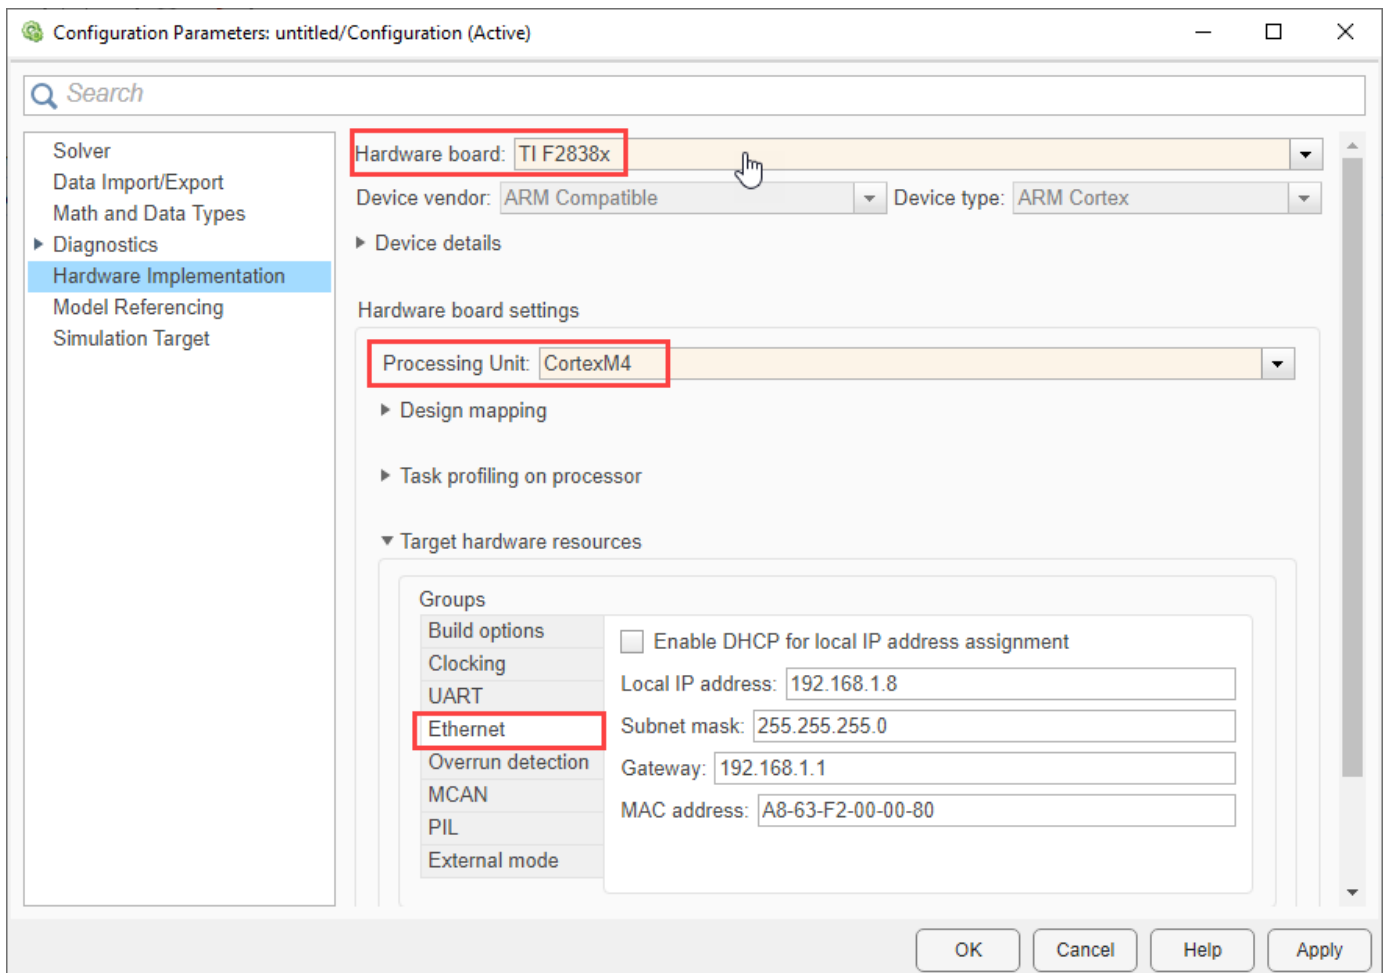 Configuration Parameters: untitled/Configuration (Active)
Search
Solver
Data Import/Export
Math and Data Types
Diagnostics
Hardware Implementation
Model Referencing
Simulation Target
Hardware board: TI F2838x
Device vendor: ARM Compatible Device type: ARM Cortex
Device details
Hardware board settings
Processing Unit: CortexM4
Design mapping
Task profiling on processor
Target hardware resources
Groups
Build options
Clocking
UART
Ethernet
Overrun detection
MCAN
PIL
External mode
Enable DHCP for local IP address assignment
Local IP address: 192.168.1.8
Subnet mask: 255.255.255.0
Gateway: 192.168.1.1
MAC address: A8-63-F2-00-00-80
OK Cancel Help Apply